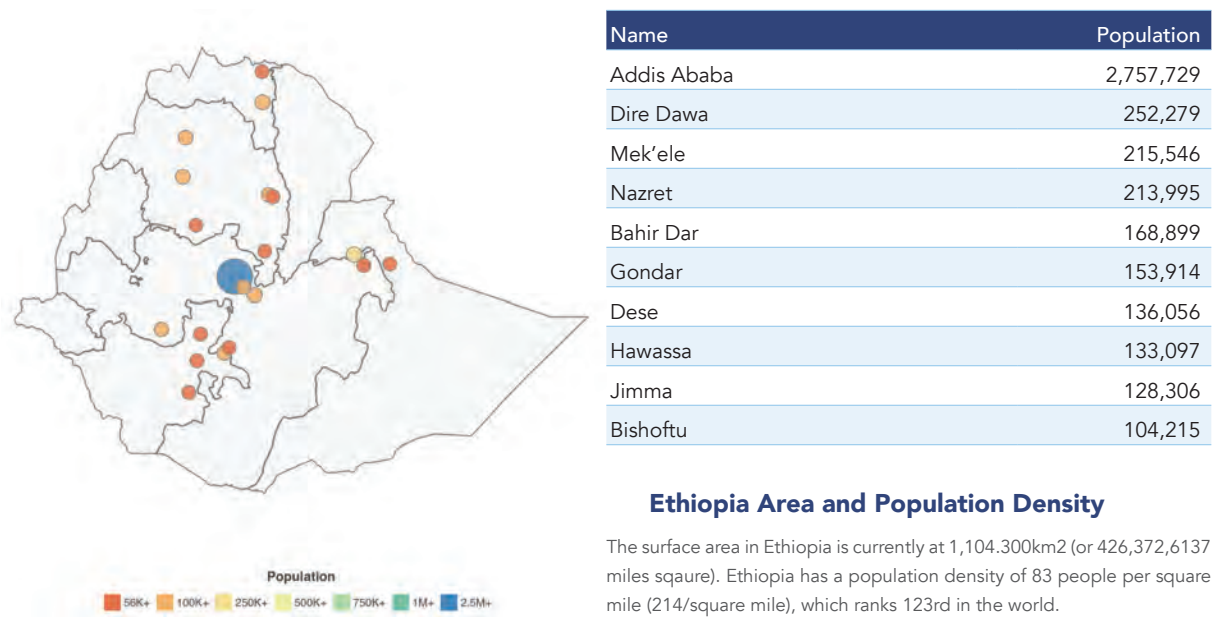 Name Population
Addis Ababa 2,757,729
Dire Dawa 252,279
Mek’ele 215,546
Nazret 213,995
Bahir Dar 168,899
Gondar 153,914
Dese 136,056
Hawassa 133,097
Jimma 128,306
Bishoftu 104,215
Population
56K+ 100K+ 250K+ 500K+ 750K+ 1M+ 2.5M+
Ethiopia Area and Population Density
The surface area in Ethiopia is currently at 1,104.300km2 (or 426,372,6137
miles sqaure). Ethiopia has a population density of 83 people per square
mile (214/square mile), which ranks 123rd in the world.